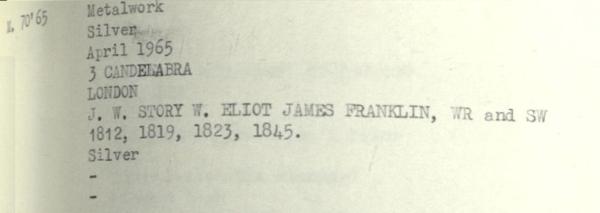 M. 70'65
Metalwork
Silver
April 1965
3 CANDELABRA
LONDON
J. W. STORY W. ELIOT JAMES FRANKLIN, WR and SW
1812, 1819, 1823, 1845.
Silver
-
-